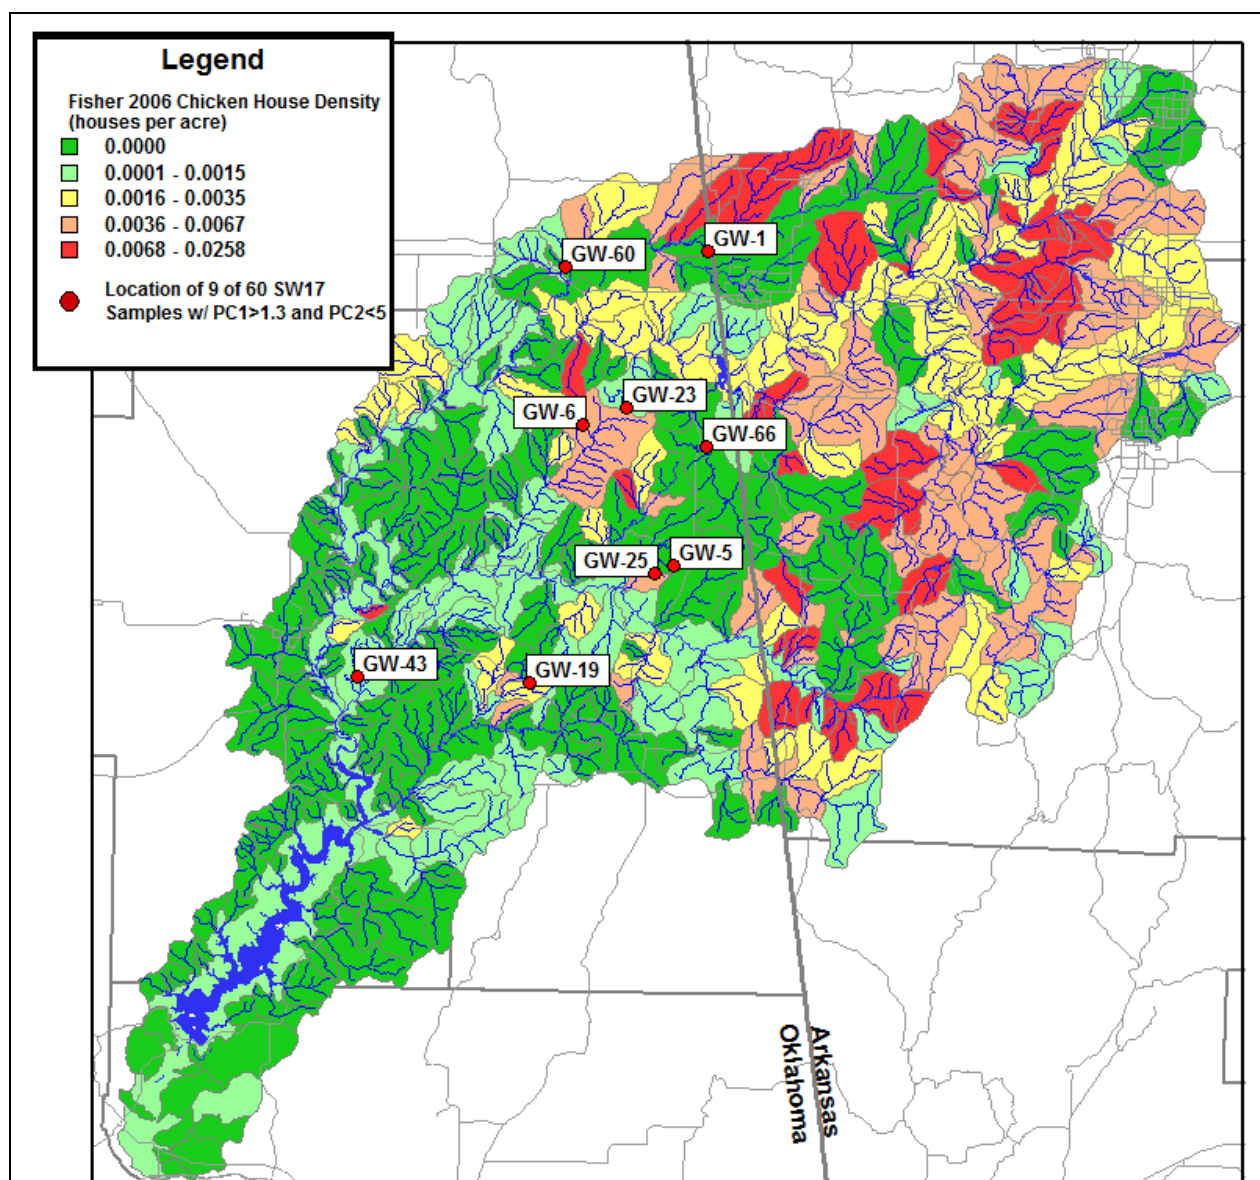 Legend
Fisher 2006 Chicken House Density
(houses per acre)
0.0000
0.0001 - 0.0015
0.0016 - 0.0035
0.0036 - 0.0067
0.0068 - 0.0258
Location of 9 of 60 SW17
Samples w/ PC1>1.3 and PC2<5
GW-1
GW-60
GW-23
GW-6
GW-66
GW-5
GW-25
GW-43
GW-19
Arkansas
Oklahoma